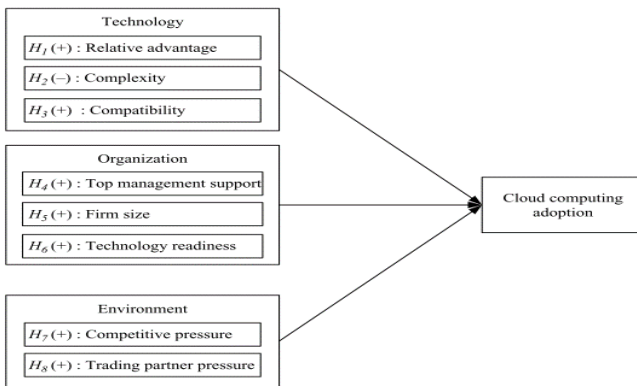 Technology
H1 (+) : Relative advantage
H2 (–) : Complexity
H3 (+) : Compatibility
Organization
H4 (+) : Top management support
H5 (+) : Firm size
H6 (+) : Technology readiness
Environment
H7 (+) : Competitive pressure
H8 (+) : Trading partner pressure
Cloud computing
adoption